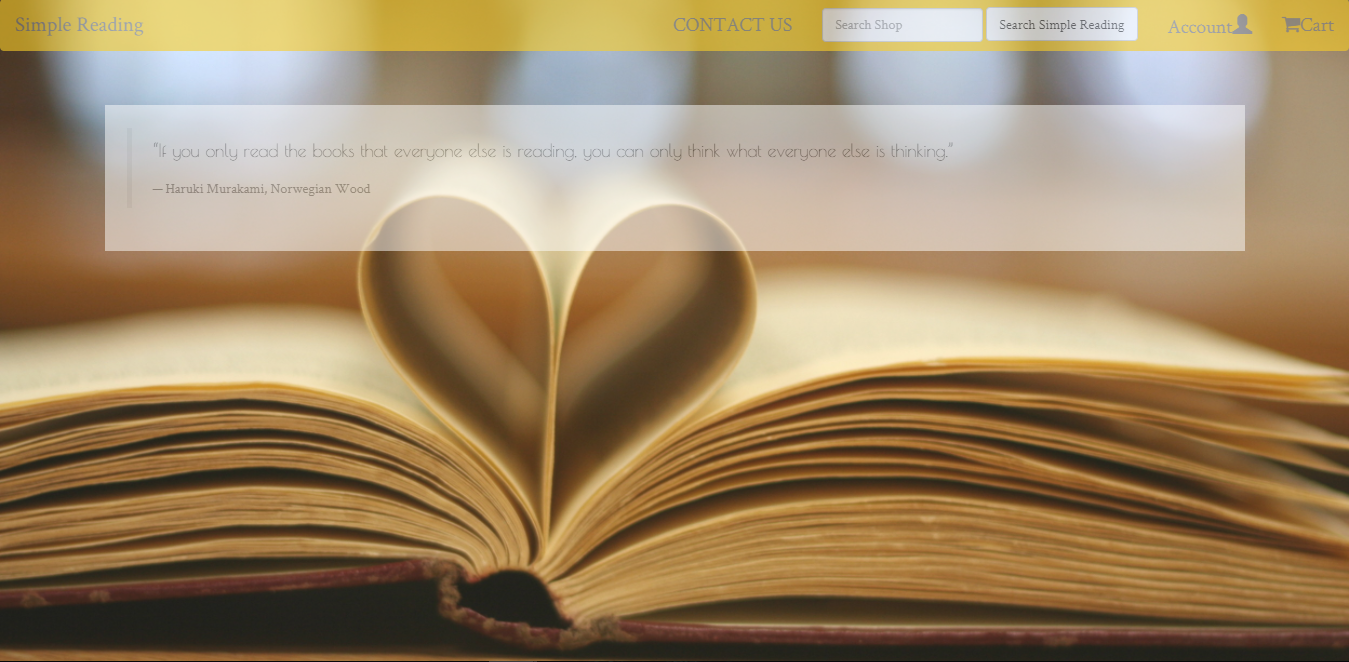 Simple Reading
CONTACT US
Search Shop
Search Simple Reading
Account
Cart
"If you only read the books that everyone else is reading, you can only think what everyone else is thinking."
— Haruki Murakami, Norwegian Wood